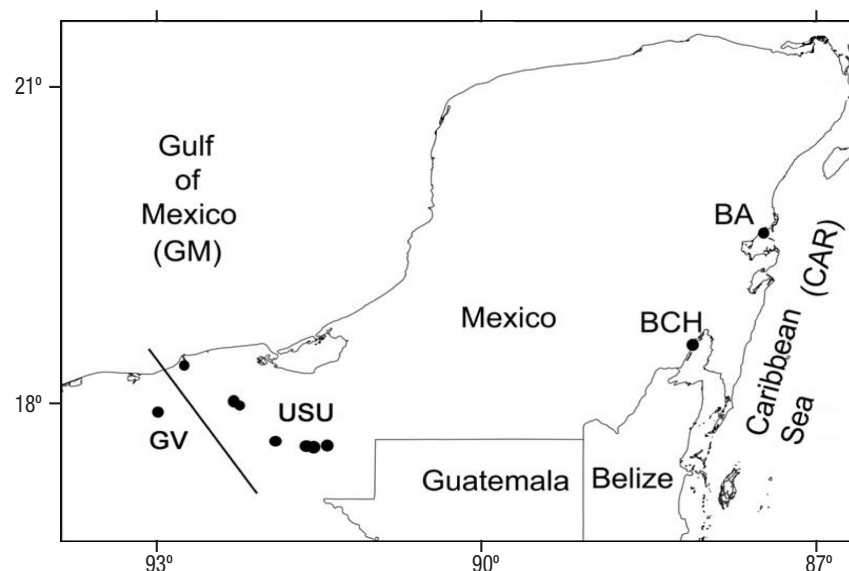 21º
Gulf
of
Mexico
(GM)
BA
Caribbean (CAR)
Sea
Mexico
BCH
18º
USU
GV
Guatemala
Belize
93º
90º
87º